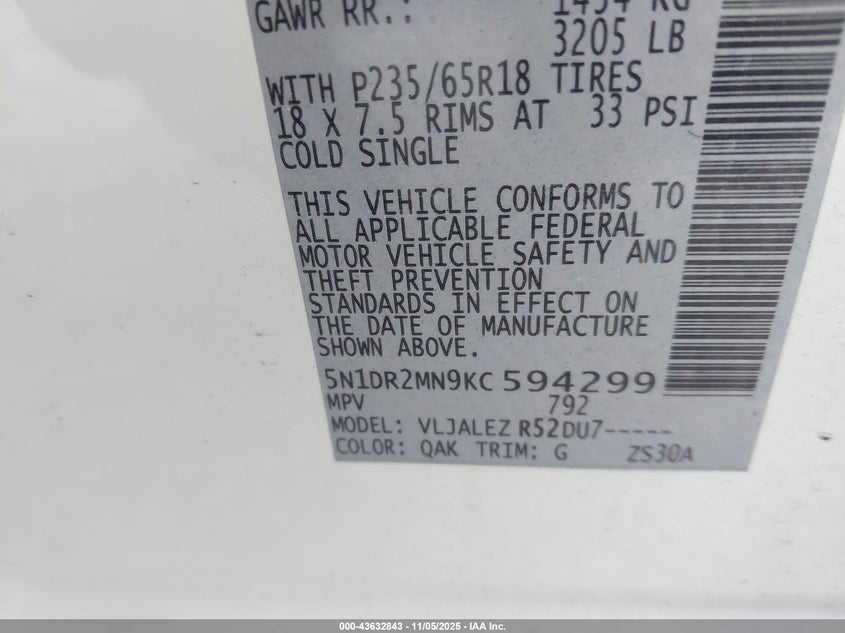 GAWR RR.: 1454 KG
3205 LB
WITH P235/65R18 TIRES
18 X 7.5 RIMS AT 33 PSI
COLD SINGLE
THIS VEHICLE CONFORMS TO
ALL APPLICABLE FEDERAL
MOTOR VEHICLE SAFETY AND
THEFT PREVENTION
STANDARDS IN EFFECT ON
THE DATE OF MANUFACTURE
SHOWN ABOVE.
5N1DR2MN9KC594299
MPV 792
MODEL: VLJALEZ R52DU7-----
COLOR: QAK TRIM: G ZS30A
000-43632843 - 11/05/2025 - IAA Inc.